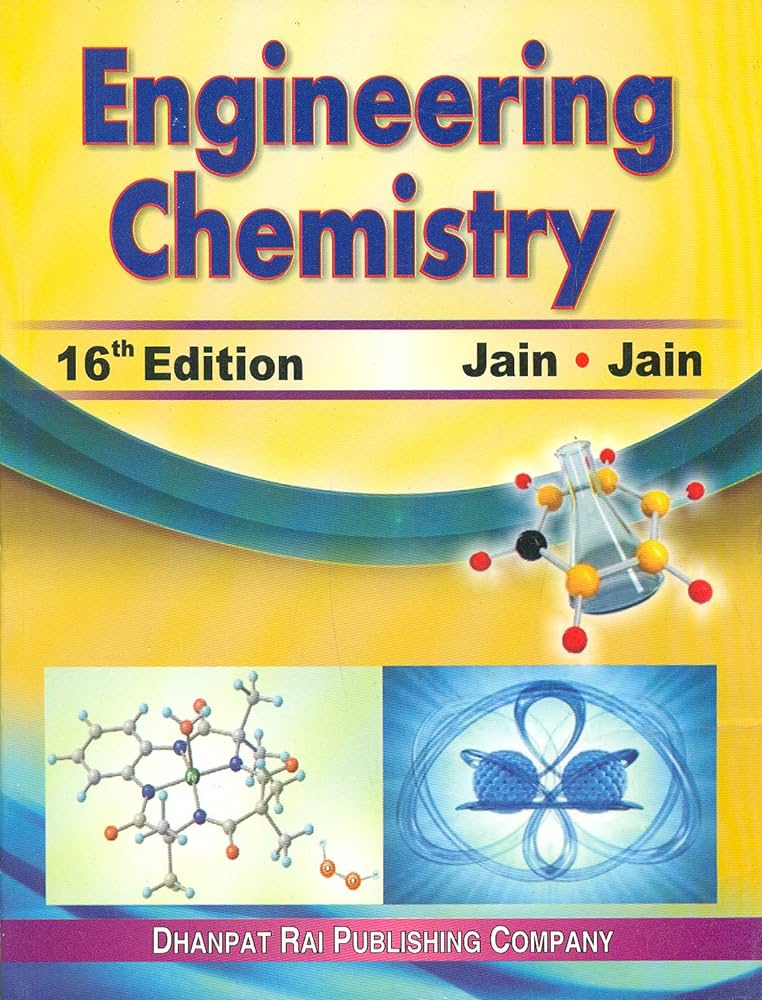 Engineering
Chemistry
16th Edition
Jain • Jain
DHANPAT RAI PUBLISHING COMPANY